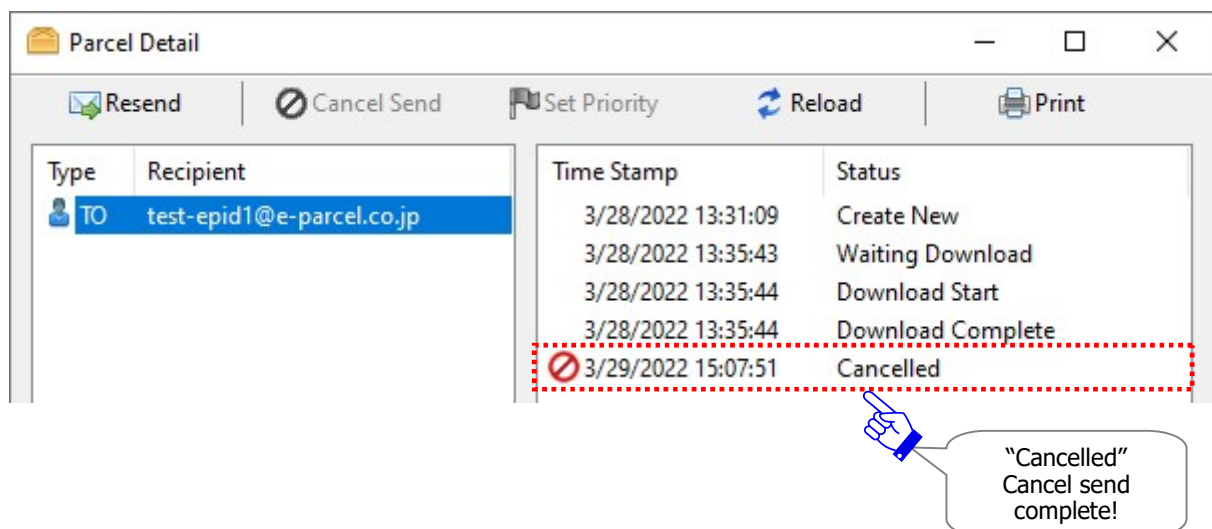 Parcel Detail
Resend Cancel Send Set Priority Reload Print
Type Recipient Time Stamp Status
TO test-epid1@e-parcel.co.jp 3/28/2022 13:31:09 Create New
3/28/2022 13:35:43 Waiting Download
3/28/2022 13:35:44 Download Start
3/28/2022 13:35:44 Download Complete
3/29/2022 15:07:51 Cancelled
“Cancelled”
Cancel send
complete!